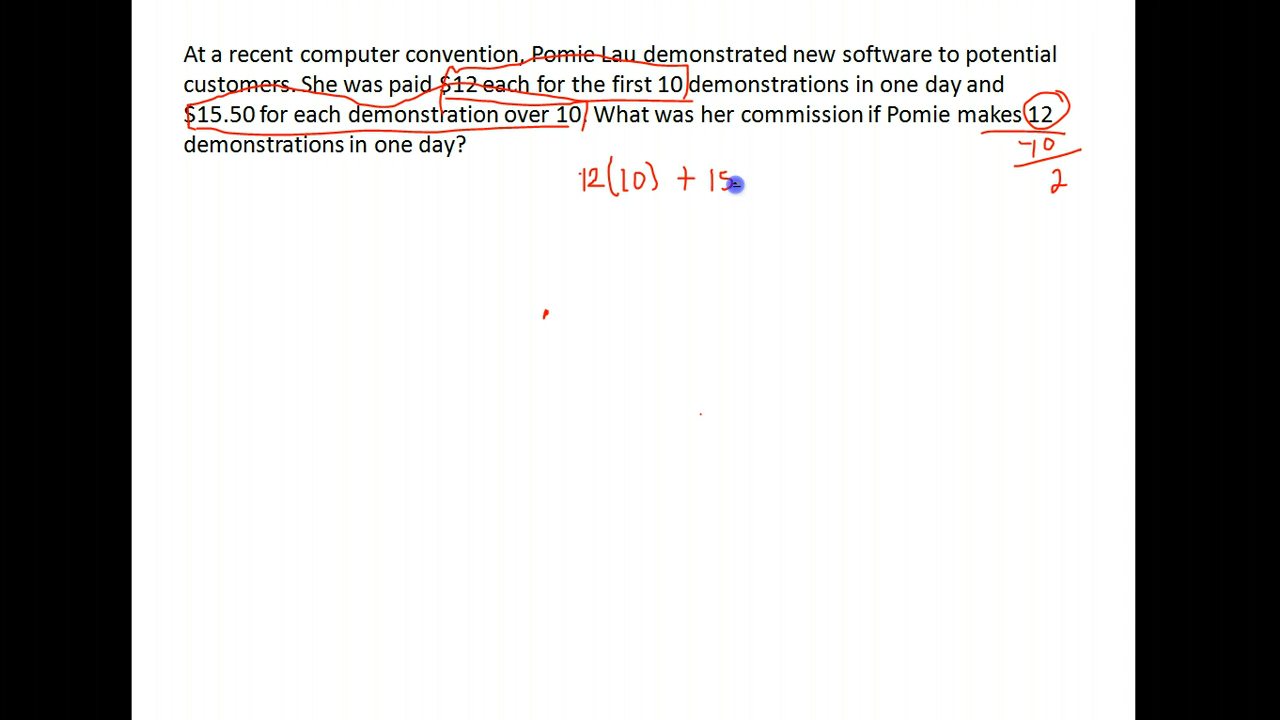 At a recent computer convention, Pomie Lau demonstrated new software to potential
customers. She was paid $12 each for the first 10 demonstrations in one day and
$15.50 for each demonstration over 10. What was her commission if Pomie makes 12
demonstrations in one day?
-10
2
12(10) + 15